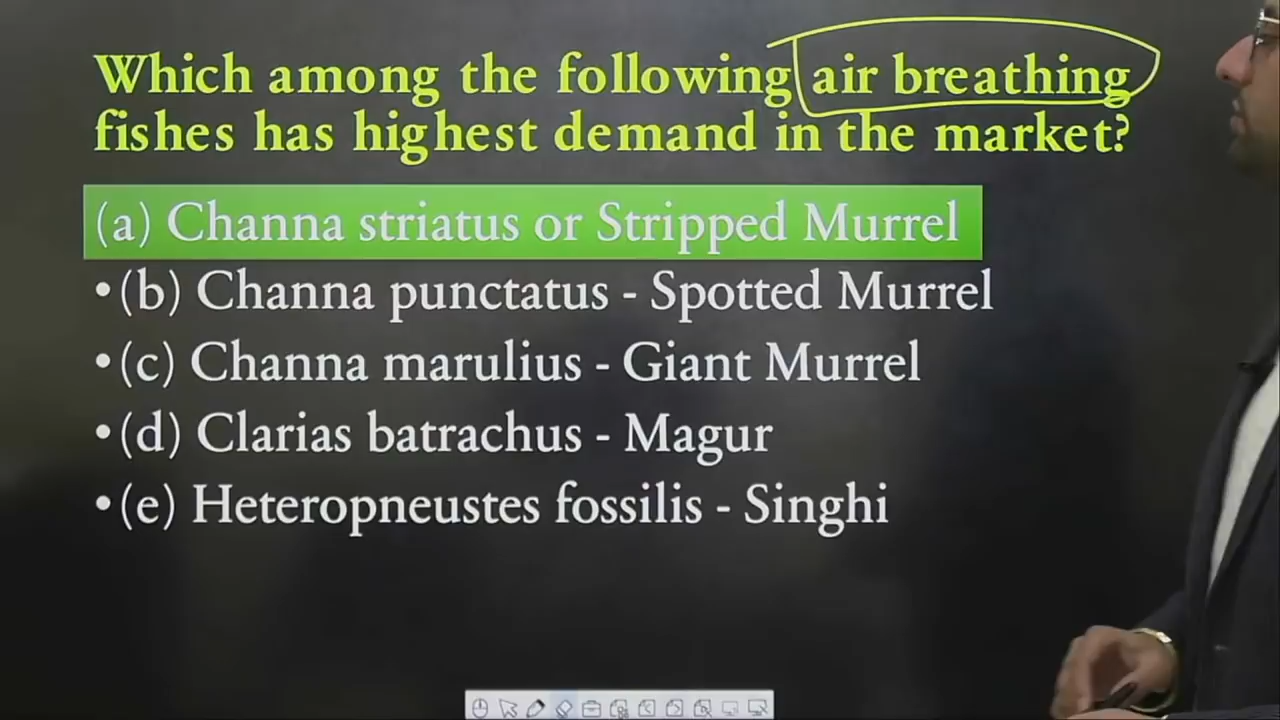 Which among the following air breathing
fishes has highest demand in the market?
(a) Channa striatus or Stripped Murrel
•(b) Channa punctatus - Spotted Murrel
•(c) Channa marulius - Giant Murrel
•(d) Clarias batrachus - Magur
•(e) Heteropneustes fossilis - Singhi